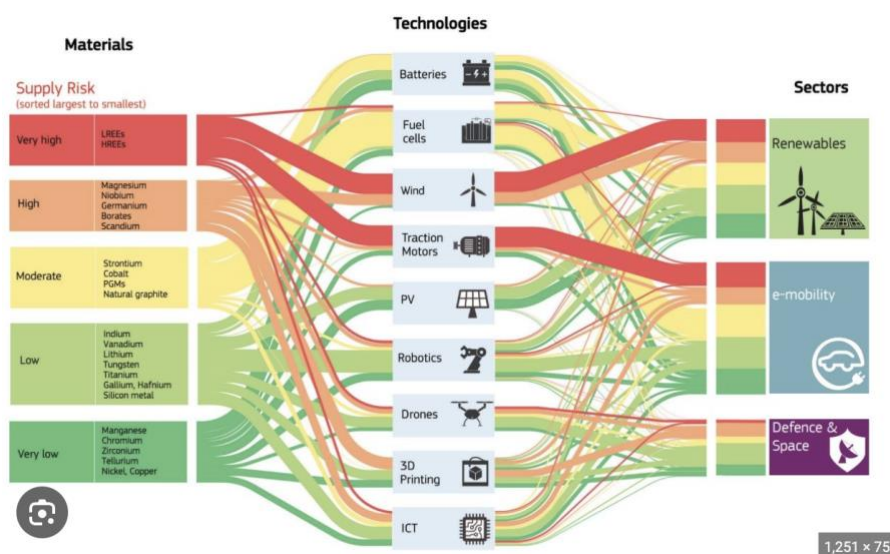 Technologies
Materials
Sectors
Supply Risk
(sorted largest to smallest)
Very high
LREEs
HREEs
High
Magnesium
Niobium
Germanium
Borates
Scandium
Moderate
Strontium
Cobalt
PGMs
Natural graphite
Low
Indium
Vanadium
Lithium
Tungsten
Titanium
Gallium, Hafnium
Silicon metal
Very low
Manganese
Chromium
Zirconium
Tellurium
Nickel, Copper
Batteries
Fuel
cells
Wind
Traction
Motors
PV
Robotics
Drones
3D
Printing
ICT
Renewables
e-mobility
Defence &
Space
1,251 × 75